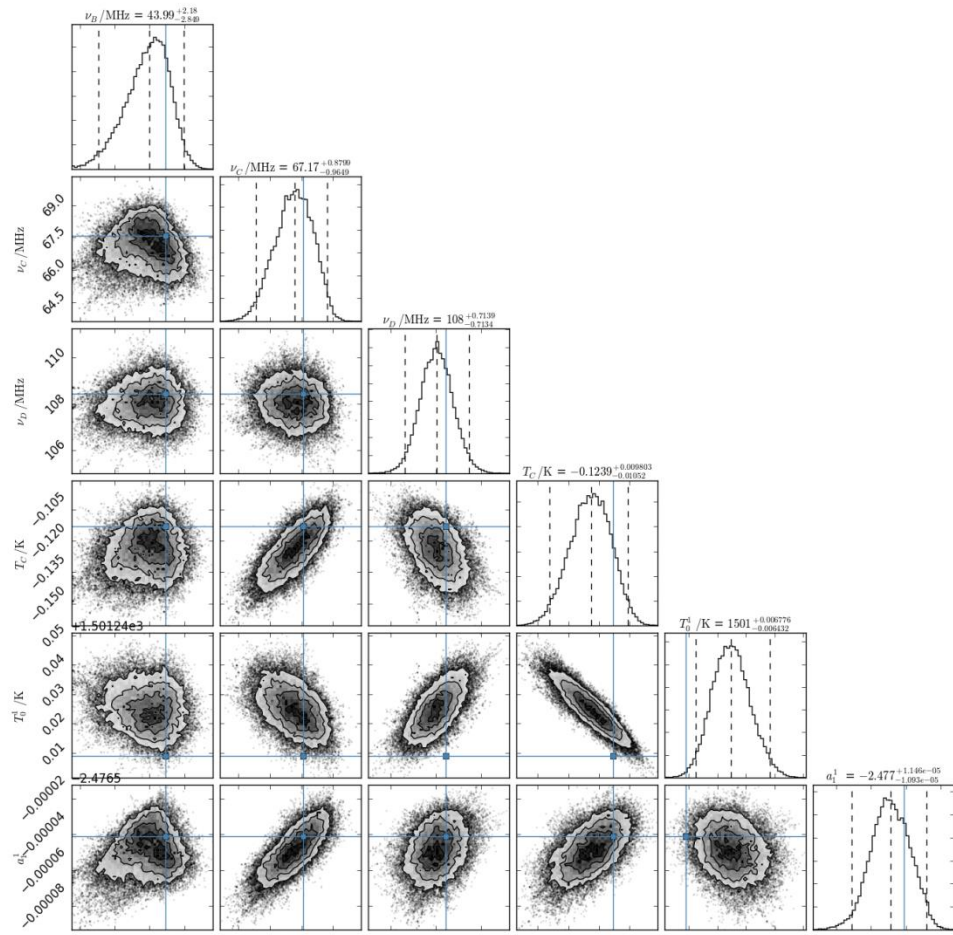 ν_B /MHz = 43.99^{+2.18}_{-2.849}
ν_C /MHz = 67.17^{+0.8799}_{-0.9649}
69.0
67.5
66.0
64.5
ν_C /MHz
ν_D /MHz = 108^{+0.7139}_{-0.7134}
110
108
106
ν_D /MHz
T_C /K = −0.1239^{+0.009803}_{-0.01052}
−0.105
−0.120
−0.135
−0.150
T_C /K
+1.50124e3
T_0^1 /K = 1501^{+0.006776}_{-0.006432}
0.05
0.04
0.03
0.02
0.01
T_0^1 /K
−2.4765
a_1^1 = −2.477^{+1.146e−05}_{-1.093e−05}
−0.00002
−0.00004
−0.00006
−0.00008